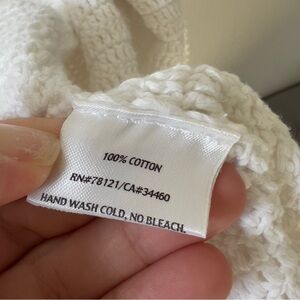 100% COTTON
RN#78121/CA#34460
HAND WASH COLD, NO BLEACH.